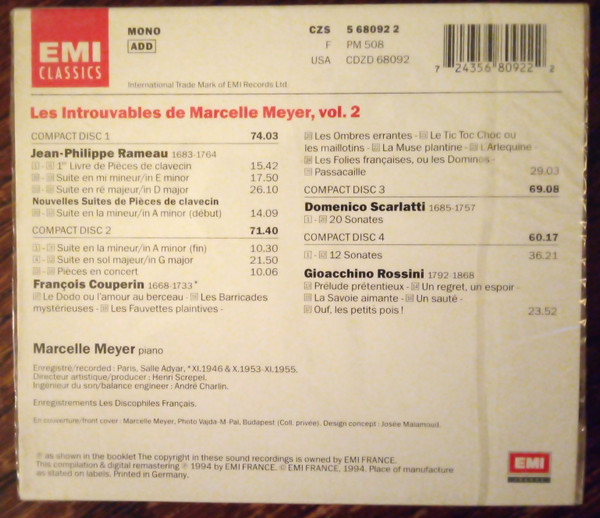 EMI
CLASSICS
MONO
ADD
International Trade Mark of EMI Records Ltd.
CZS 5 68092 2
F PM 508
USA CDZD 68092
7 24356 80922 2
Les Introuvables de Marcelle Meyer, vol. 2
COMPACT DISC 1 74.03
Jean-Philippe Rameau 1683-1764
1er Livre de Pièces de clavecin 15.42
Suite en mi mineur/in E minor 17.50
Suite en ré majeur/in D major 26.10
Nouvelles Suites de Pièces de clavecin
Suite en la mineur/in A minor (début) 14.09
COMPACT DISC 2 71.40
Suite en la mineur/in A minor (fin) 10.30
Suite en sol majeur/in G major 21.50
Pièces en concert 10.06
François Couperin 1668-1733*
Le Dodo ou l'amour au berceau - Les Barricades
mystérieuses - Les Fauvettes plaintives -
Les Ombres errantes - Le Tic Toc Choc ou
les maillotins - La Muse plantine - L'Arlequine -
Les Folies françaises, ou les Dominos -
Passacaille 29.03
COMPACT DISC 3 69.08
Domenico Scarlatti 1685-1757
20 Sonates
COMPACT DISC 4 60.17
12 Sonates 36.21
Gioacchino Rossini 1792-1868
Prélude prétentieux - Un regret, un espoir -
La Savoie aimante - Un sauté -
Ouf, les petits pois! 23.52
Marcelle Meyer piano
Enregistré/recorded : Paris, Salle Adyar, *XI.1946 & X.1953-XI.1955.
Directeur artistique/producer : Henri Screpel.
Ingénieur du son/balance engineer : André Charlin.
Enregistrements Les Discophiles Français.
En couverture/front cover : Marcelle Meyer, Photo Vajda-M-Pal, Budapest (Coll. privée). Design concept : Josée Malamoud.
℗ as shown in the booklet The copyright in these sound recordings is owned by EMI FRANCE.
This compilation & digital remastering ℗ 1994 by EMI FRANCE. © EMI FRANCE. 1994. Place of manufacture
as stated on labels. Printed in Germany.
EMI